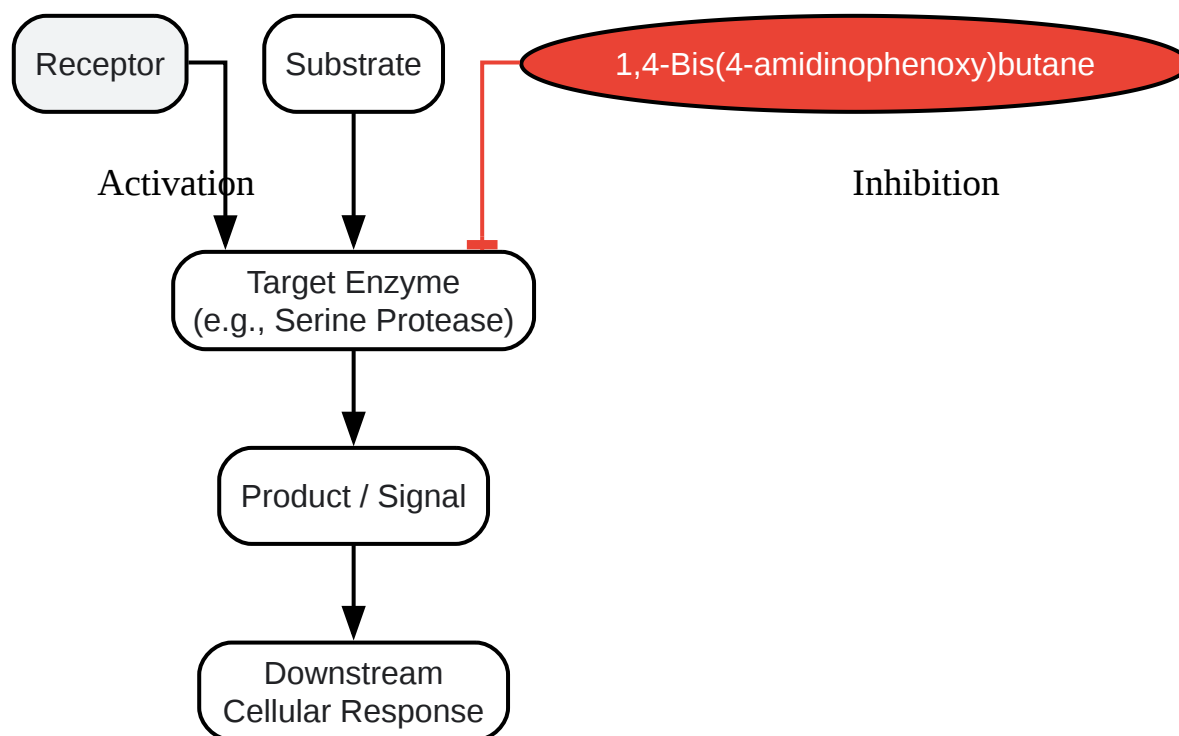 Receptor
Substrate
1,4-Bis(4-amidinophenoxy)butane
Activation
Inhibition
Target Enzyme
(e.g., Serine Protease)
Product / Signal
Downstream
Cellular Response